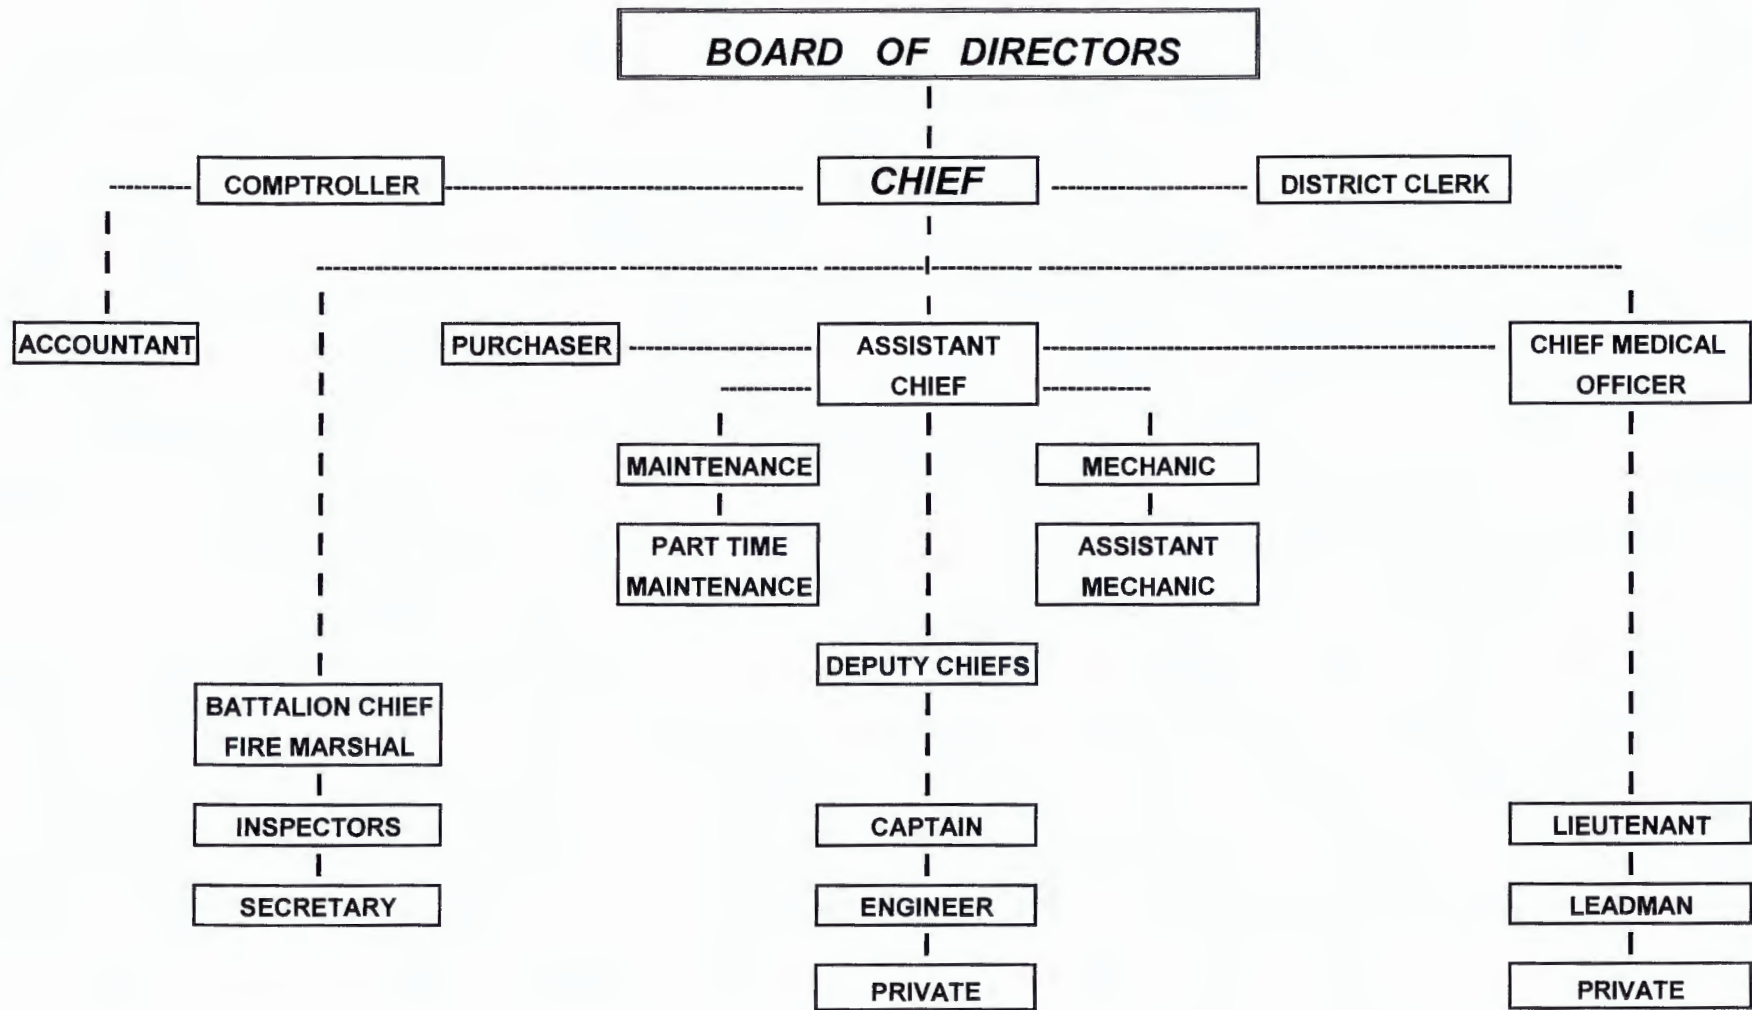 BOARD OF DIRECTORS
COMPTROLLER
CHIEF
DISTRICT CLERK
ACCOUNTANT
PURCHASER
ASSISTANT
CHIEF
CHIEF MEDICAL
OFFICER
MAINTENANCE
MECHANIC
PART TIME
MAINTENANCE
ASSISTANT
MECHANIC
DEPUTY CHIEFS
BATTALION CHIEF
FIRE MARSHAL
INSPECTORS
CAPTAIN
LIEUTENANT
SECRETARY
ENGINEER
LEADMAN
PRIVATE
PRIVATE